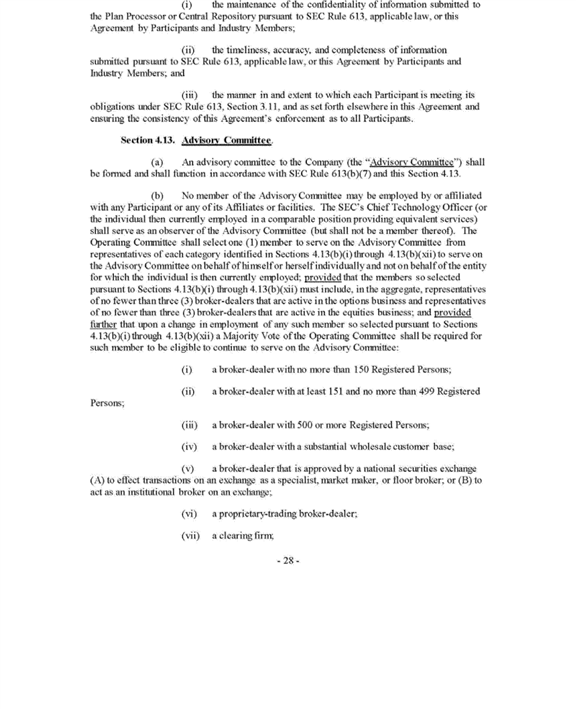 (i) the maintenance of the confidentiality of information submitted to
the Plan Processor or Central Repository pursuant to SEC Rule 613, applicable law, or this
Agreement by Participants and Industry Members;
(ii) the timeliness, accuracy, and completeness of information
submitted pursuant to SEC Rule 613, applicable law, or this Agreement by Participants and
Industry Members; and
(iii) the manner in and extent to which each Participant is meeting its
obligations under SEC Rule 613, Section 3.11, and as set forth elsewhere in this Agreement and
ensuring the consistency of this Agreement's enforcement as to all Participants.
Section 4.13. Advisory Committee.
(a) An advisory committee to the Company (the "Advisory Committee") shall
be formed and shall function in accordance with SEC Rule 613(b)(7) and this Section 4.13.
(b) No member of the Advisory Committee may be employed by or affiliated
with any Participant or any of its Affiliates or facilities. The SEC's Chief Technology Officer (or
the individual then currently employed in a comparable position providing equivalent services)
shall serve as an observer of the Advisory Committee (but shall not be a member thereof). The
Operating Committee shall select one (1) member to serve on the Advisory Committee from
representatives of each category identified in Sections 4.13(b)(i) through 4.13(b)(xii) to serve on
the Advisory Committee on behalf of himself or herself individually and not on behalf of the entity
for which the individual is then currently employed; provided that the members so selected
pursuant to Sections 4.13(b)(i) through 4.13(b)(xii) must include, in the aggregate, representatives
of no fewer than three (3) broker-dealers that are active in the options business and representatives
of no fewer than three (3) broker-dealers that are active in the equities business; and provided
further that upon a change in employment of any such member so selected pursuant to Sections
4.13(b)(i) through 4.13(b)(xii) a Majority Vote of the Operating Committee shall be required for
such member to be eligible to continue to serve on the Advisory Committee:
(i) a broker-dealer with no more than 150 Registered Persons;
(ii) a broker-dealer with at least 151 and no more than 499 Registered
Persons;
(iii) a broker-dealer with 500 or more Registered Persons;
(iv) a broker-dealer with a substantial wholesale customer base;
(v) a broker-dealer that is approved by a national securities exchange
(A) to effect transactions on an exchange as a specialist, market maker, or floor broker; or (B) to
act as an institutional broker on an exchange;
(vi) a proprietary-trading broker-dealer;
(vii) a clearing firm;
- 28 -